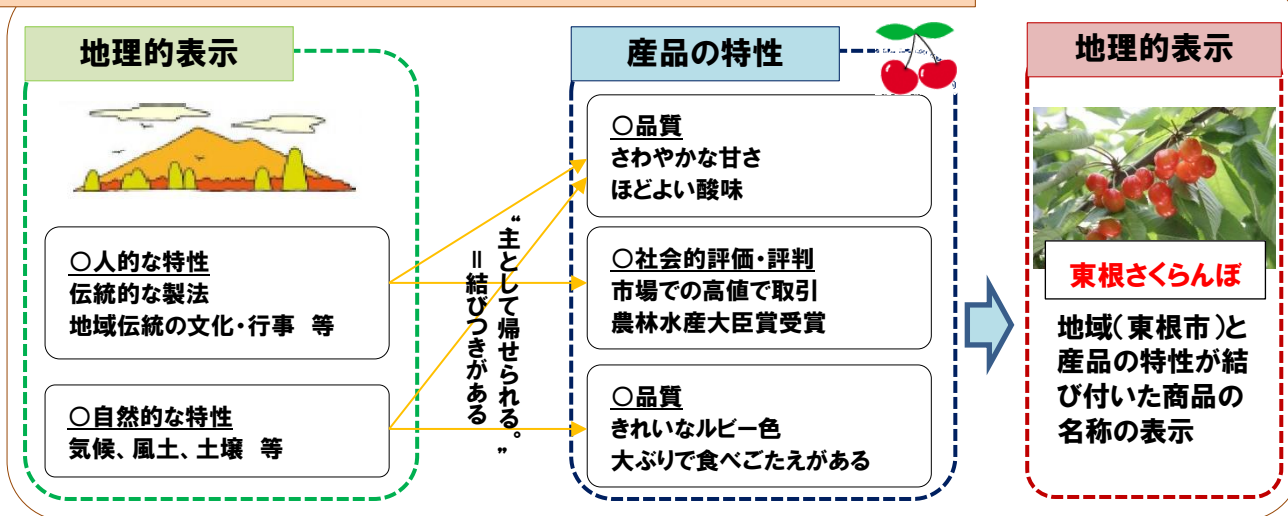 地理的表示
○人的な特性
伝統的な製法
地域伝統の文化・行事 等
○自然的な特性
気候、風土、土壌 等
“主として帰せられる。”
＝結びつきがある
産品の特性
○品質
さわやかな甘さ
ほどよい酸味
○社会的評価・評判
市場での高値で取引
農林水産大臣賞受賞
○品質
きれいなルビー色
大ぶりで食べごたえがある
地理的表示
東根さくらんぼ
地域（東根市）と
産品の特性が結
び付いた商品の
名称の表示